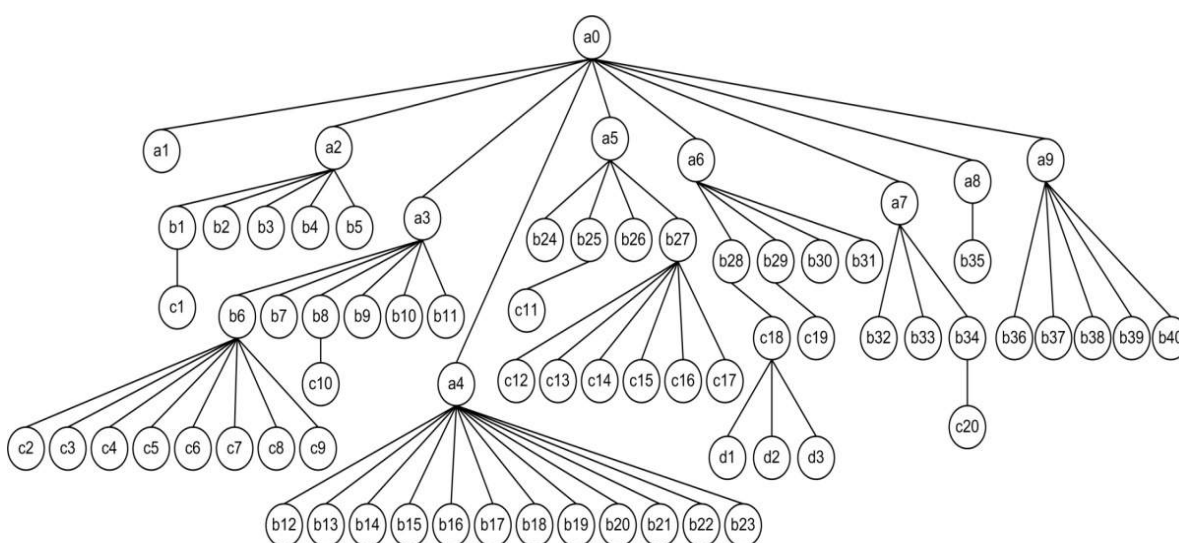 a0
a1
a2
a5
a6
a8
a9
a7
b1 b2 b3 b4 b5
a3
b24 b25 b26 b27
b28 b29 b30 b31
b35
c1
b6 b7 b8 b9 b10 b11
c11
b32 b33 b34
b36 b37 b38 b39 b40
c18 c19
c10
a4
c12 c13 c14 c15 c16 c17
c20
c2 c3 c4 c5 c6 c7 c8 c9
d1 d2 d3
b12 b13 b14 b15 b16 b17 b18 b19 b20 b21 b22 b23